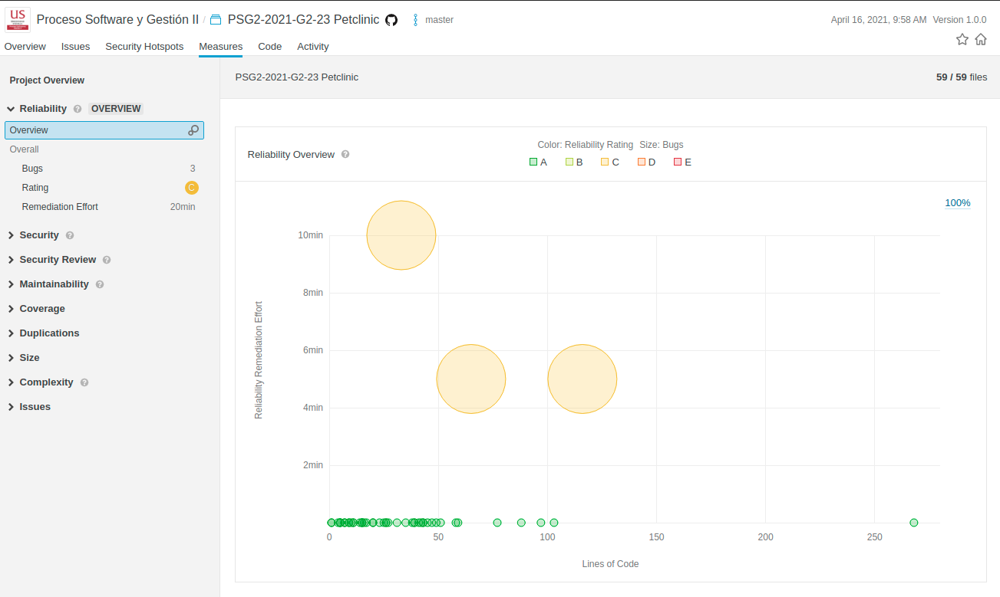 US
Proceso Software y Gestión II / PSG2-2021-G2-23 Petclinic master
April 16, 2021, 9:58 AM Version 1.0.0
Overview Issues Security Hotspots Measures Code Activity
Project Overview
Reliability ? OVERVIEW
Overview
Overall
Bugs 3
Rating C
Remediation Effort 20min
Security ?
Security Review ?
Maintainability ?
Coverage
Duplications
Size
Complexity ?
Issues
PSG2-2021-G2-23 Petclinic
59 / 59 files
Reliability Overview ?
Color: Reliability Rating Size: Bugs
A B C D E
100%
Reliability Remediation Effort
10min
8min
6min
4min
2min
0 50 100 150 200 250
Lines of Code